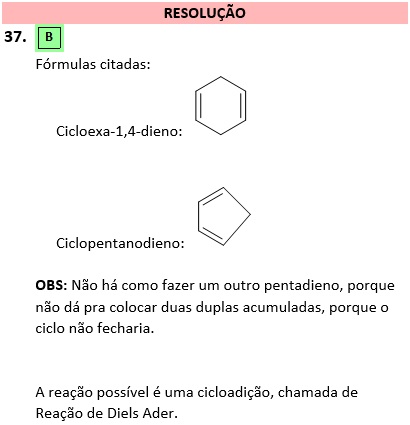 RESOLUÇÃO
37. B
Fórmulas citadas:
Cicloexa-1,4-dieno:
Ciclopentanodieno:
OBS: Não há como fazer um outro pentadieno, porque
não dá pra colocar duas duplas acumuladas, porque o
ciclo não fecharia.
A reação possível é uma cicloadição, chamada de
Reação de Diels Ader.